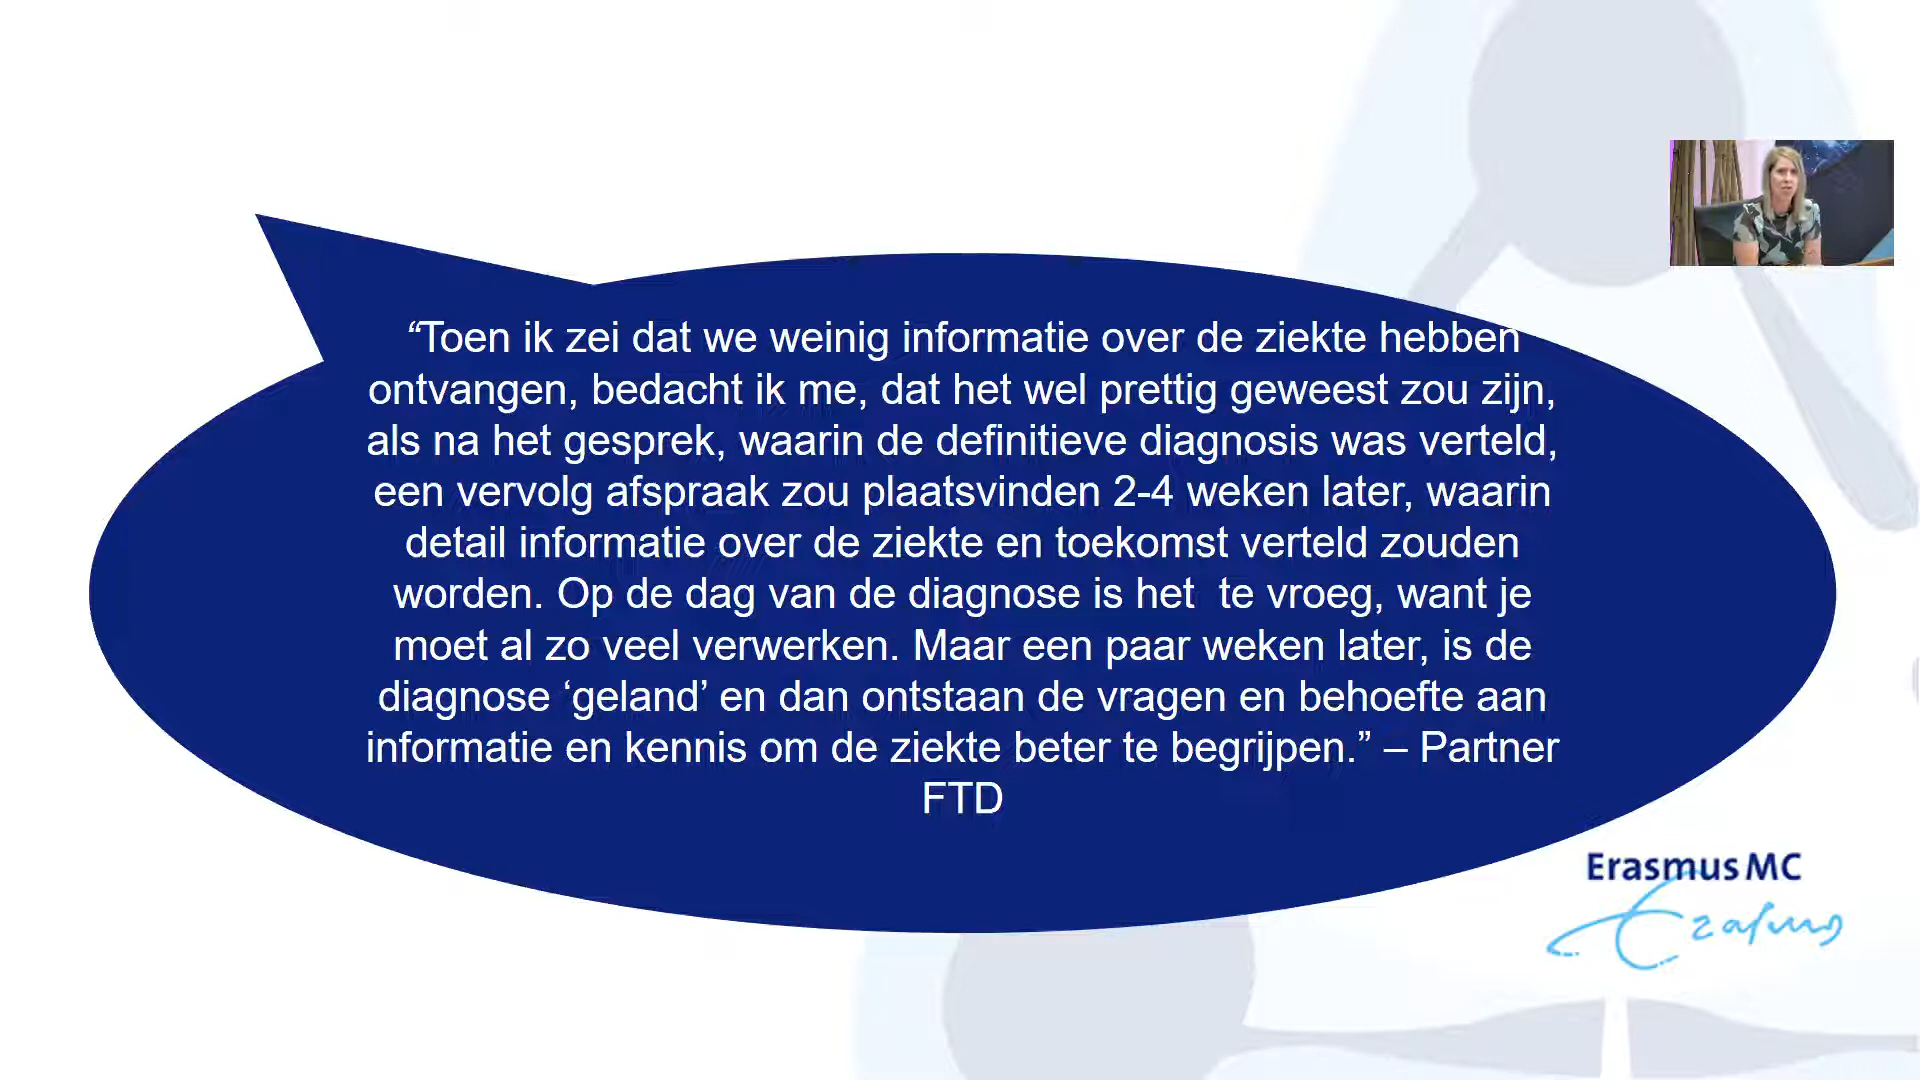 “Toen ik zei dat we weinig informatie over de ziekte hebben
ontvangen, bedacht ik me, dat het wel prettig geweest zou zijn,
als na het gesprek, waarin de definitieve diagnosis was verteld,
een vervolg afspraak zou plaatsvinden 2-4 weken later, waarin
detail informatie over de ziekte en toekomst verteld zouden
worden. Op de dag van de diagnose is het  te vroeg, want je
moet al zo veel verwerken. Maar een paar weken later, is de
diagnose ‘geland’ en dan ontstaan de vragen en behoefte aan
informatie en kennis om de ziekte beter te begrijpen.” – Partner
FTD
Erasmus MC
Erasmus